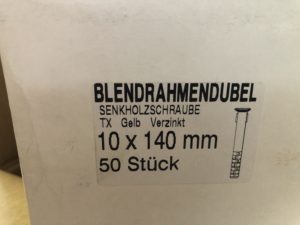 BLENDRAHMENDUBEL
SENKHOLZSCHRAUBE
TX Gelb Verzinkt
10 x 140 mm
50 Stück